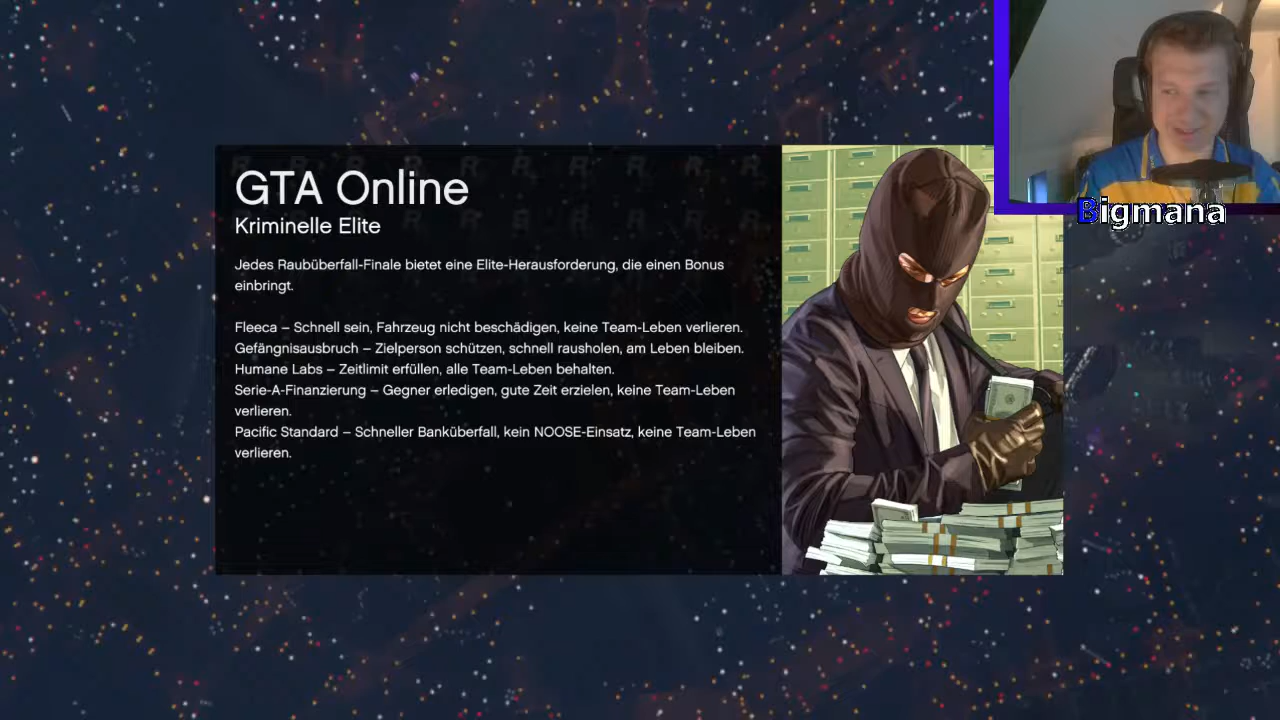 GTA Online
Kriminelle Elite
Jedes Raubüberfall-Finale bietet eine Elite-Herausforderung, die einen Bonus
einbringt.
Fleeca – Schnell sein, Fahrzeug nicht beschädigen, keine Team-Leben verlieren.
Gefängnisausbruch – Zielperson schützen, schnell rausholen, am Leben bleiben.
Humane Labs – Zeitlimit erfüllen, alle Team-Leben behalten.
Serie-A-Finanzierung – Gegner erledigen, gute Zeit erzielen, keine Team-Leben
verlieren.
Pacific Standard – Schneller Banküberfall, kein NOOSE-Einsatz, keine Team-Leben
verlieren.
Bigmana